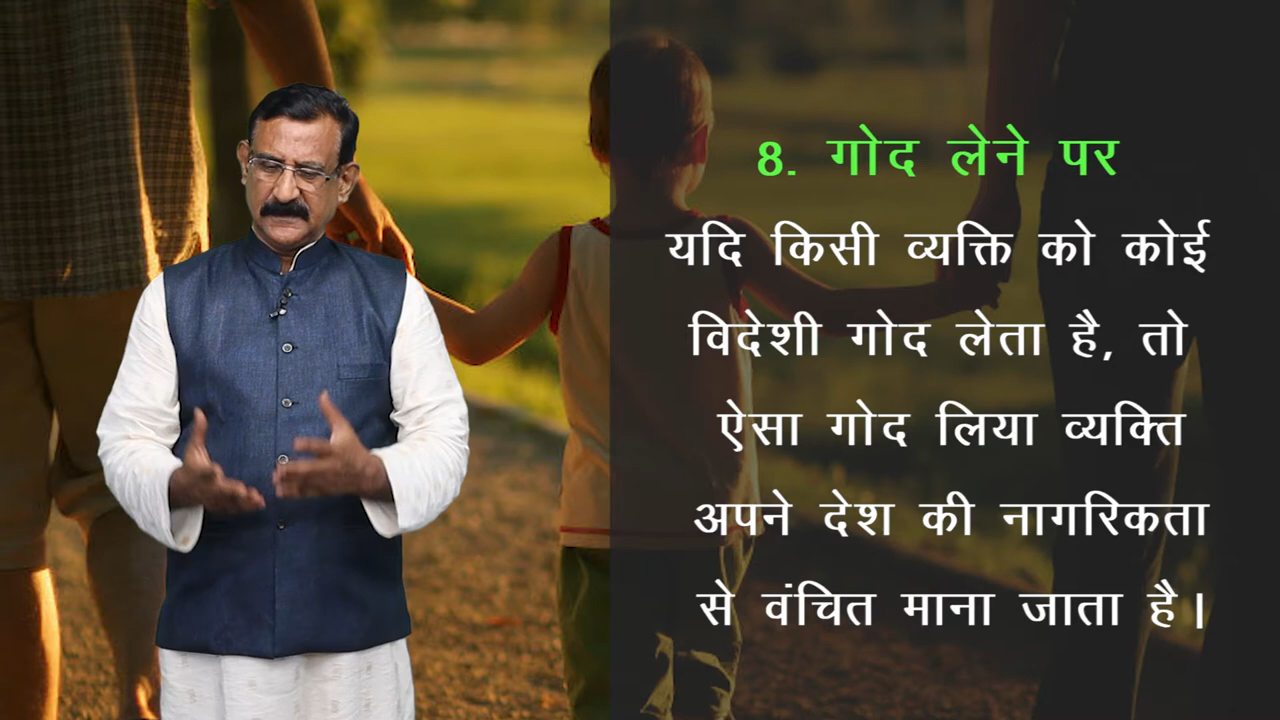 8. गोद लेने पर
यदि किसी व्यक्ति को कोई
विदेशी गोद लेता है, तो
ऐसा गोद लिया व्यक्ति
अपने देश की नागरिकता
से वंचित माना जाता है।